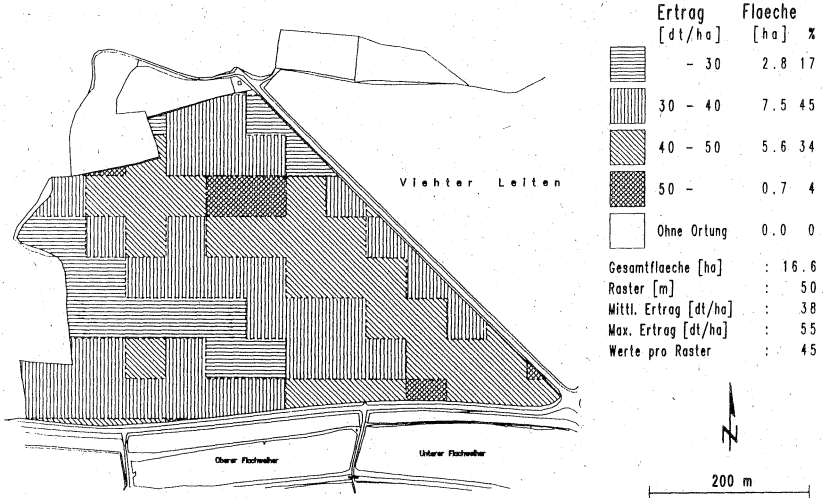 Ertrag Flaeche
[dt/ha] [ha] %
- 30 2.8 17
30 - 40 7.5 45
40 - 50 5.6 34
50 - 0.7 4
Ohne Ortung 0.0 0
Viehter Leiten
Gesamtflaeche [ha] : 16.6
Raster [m] : 50
Mittl. Ertrag [dt/ha] : 38
Max. Ertrag [dt/ha] : 55
Werte pro Raster : 45
N
Oberer Flachweiher
Unterer Flachweiher
200 m